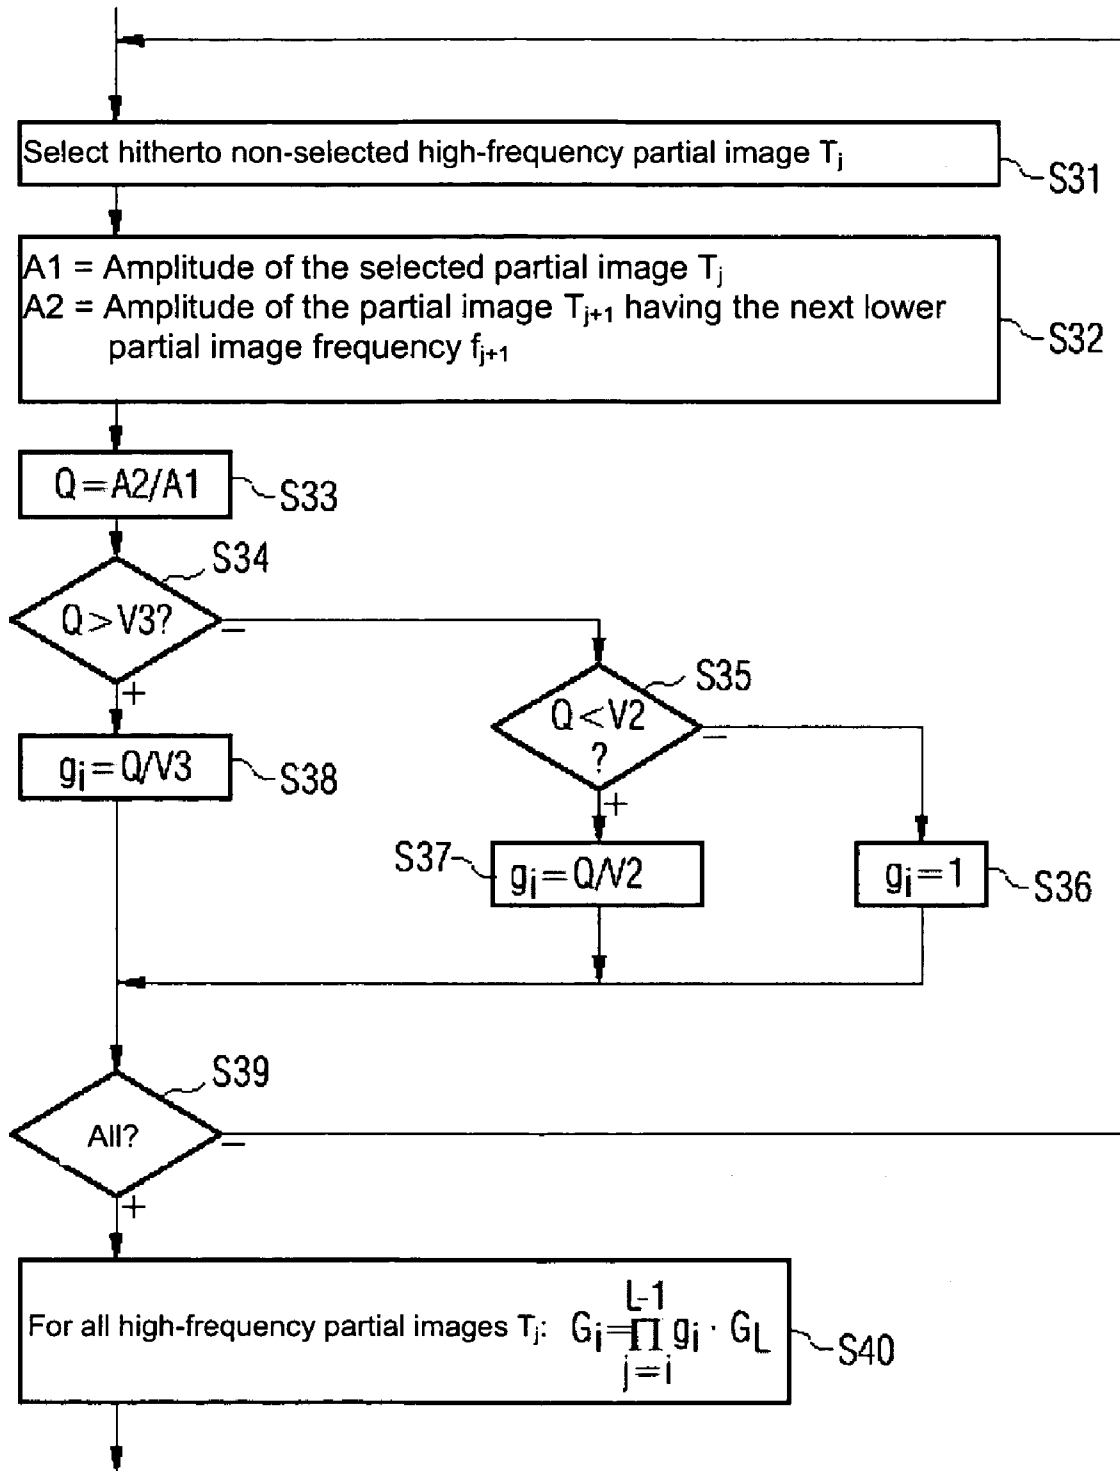 Select hitherto non-selected high-frequency partial image Tj
S31
A1 = Amplitude of the selected partial image Tj
A2 = Amplitude of the partial image Tj+1 having the next lower
partial image frequency fj+1
S32
Q=A2/A1
S33
S34
Q>V3?
−
+
S35
Q<V2
?
−
+
gi=Q/V3
S38
S37
gi=Q/V2
gi=1
S36
S39
All?
−
+
For all high-frequency partial images Tj: Gi=∏ gi · GL
L-1
j=i
S40